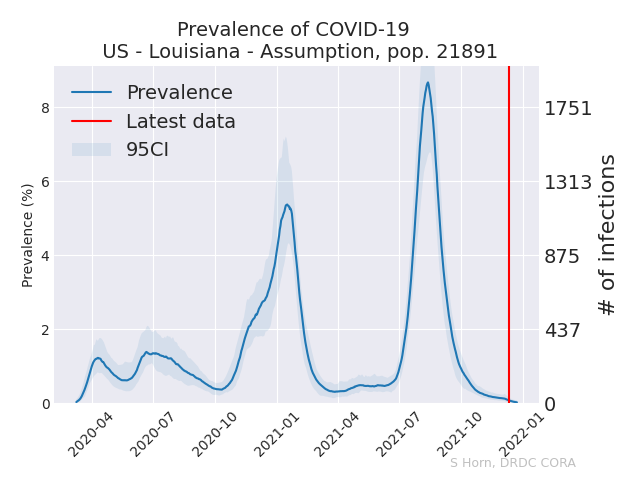 Prevalence of COVID-19
US - Louisiana - Assumption, pop. 21891
Prevalence
Latest data
95CI
Prevalence (%)
8
6
4
2
0
1751
1313
875
437
0
# of infections
2020-04
2020-07
2020-10
2021-01
2021-04
2021-07
2021-10
2022-01
S Horn, DRDC CORA